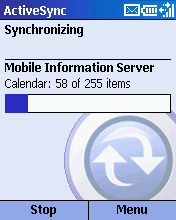 ActiveSync
Synchronizing
Mobile Information Server
Calendar: 58 of 255 items
Stop Menu